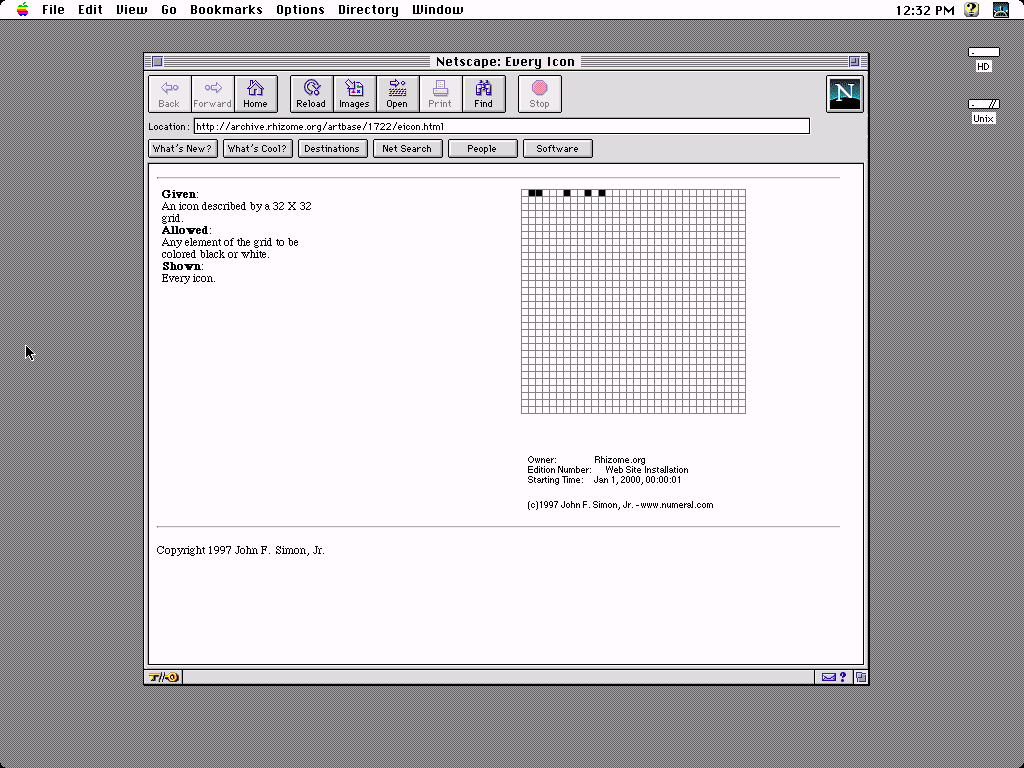 File Edit View Go Bookmarks Options Directory Window 12:32 PM
Netscape: Every Icon
HD
Back Forward Home Reload Images Open Print Find Stop
N
Unix
Location: http://archive.rhizome.org/artbase/1722/eicon.html
What's New? What's Cool? Destinations Net Search People Software
Given:
An icon described by a 32 X 32
grid.
Allowed:
Any element of the grid to be
colored black or white.
Shown:
Every icon.
Owner: Rhizome.org
Edition Number: Web Site Installation
Starting Time: Jan 1, 2000, 00:00:01
(c)1997 John F. Simon, Jr. - www.numeral.com
Copyright 1997 John F. Simon, Jr.